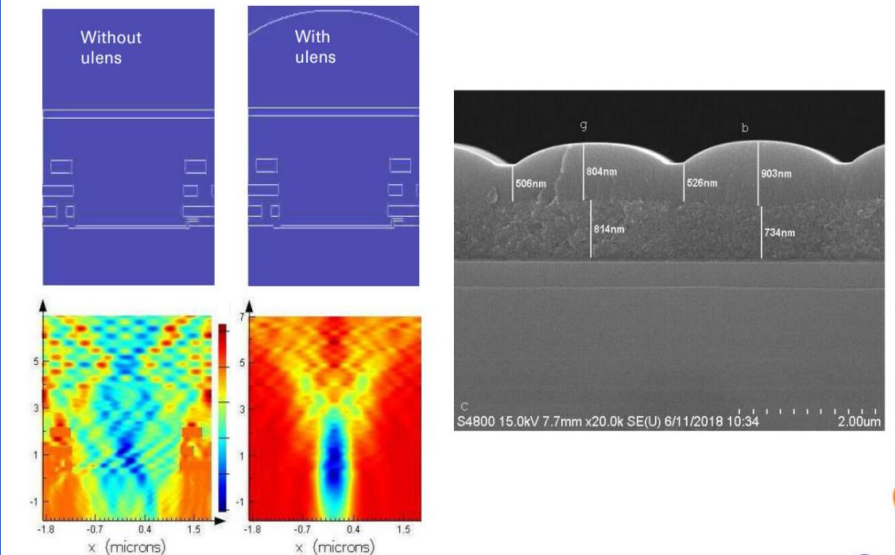 Without
ulens
With
ulens
g
b
506nm
804nm
526nm
903nm
814nm
734nm
C
S4800 15.0kV 7.7mm x20.0k SE(U) 6/11/2018 10:34
2.00um
5
3
1
-1
-1.8
-0.7
0.4
1.5
x (microns)
7
5
3
1
-1
-1.8
-0.7
0.4
1.5
x (microns)